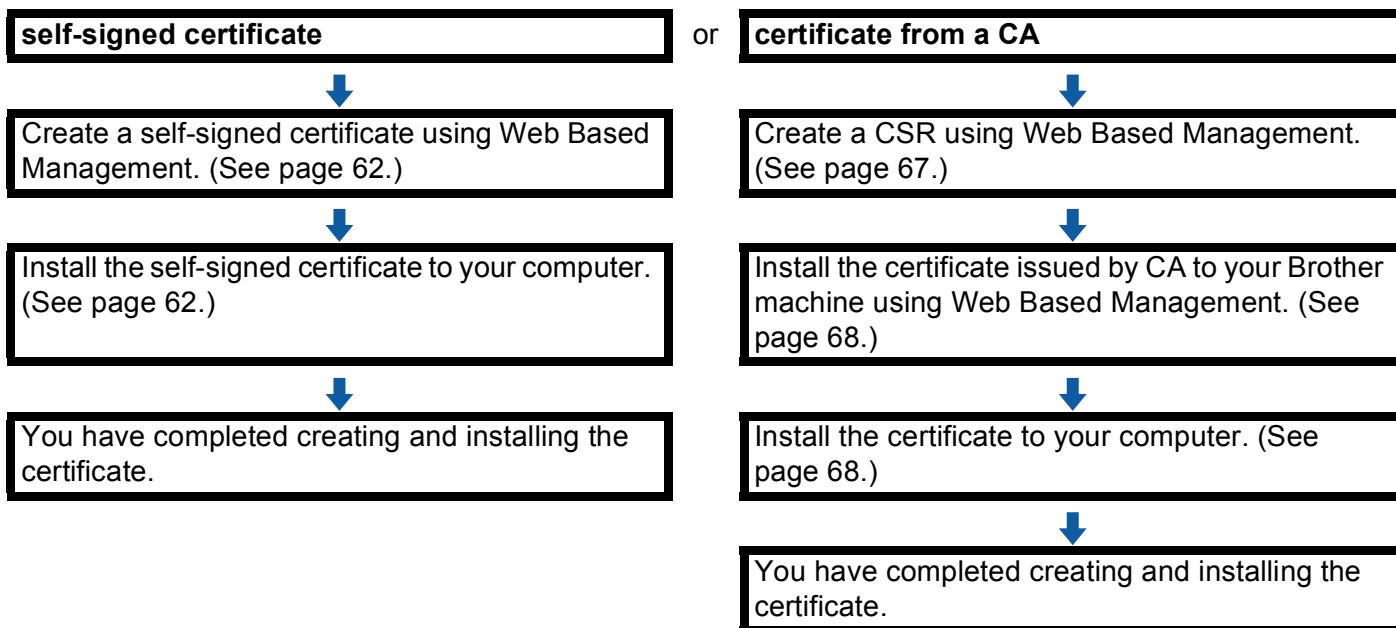 self-signed certificate
or
certificate from a CA
Create a self-signed certificate using Web Based
Management. (See page 62.)
Install the self-signed certificate to your computer.
(See page 62.)
You have completed creating and installing the
certificate.
Create a CSR using Web Based Management.
(See page 67.)
Install the certificate issued by CA to your Brother
machine using Web Based Management. (See
page 68.)
Install the certificate to your computer. (See
page 68.)
You have completed creating and installing the
certificate.